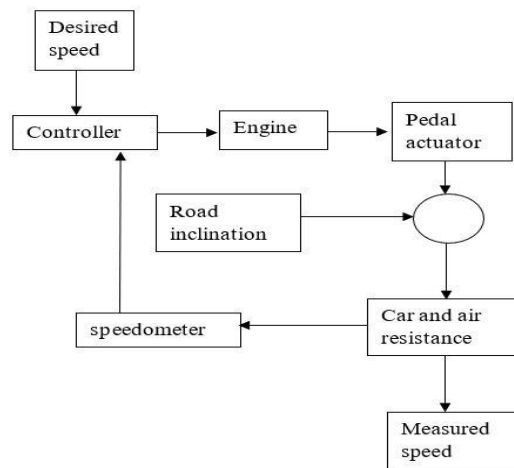 Desired
speed
Controller
Engine
Pedal
actuator
Road
inclination
speedometer
Car and air
resistance
Measured
speed